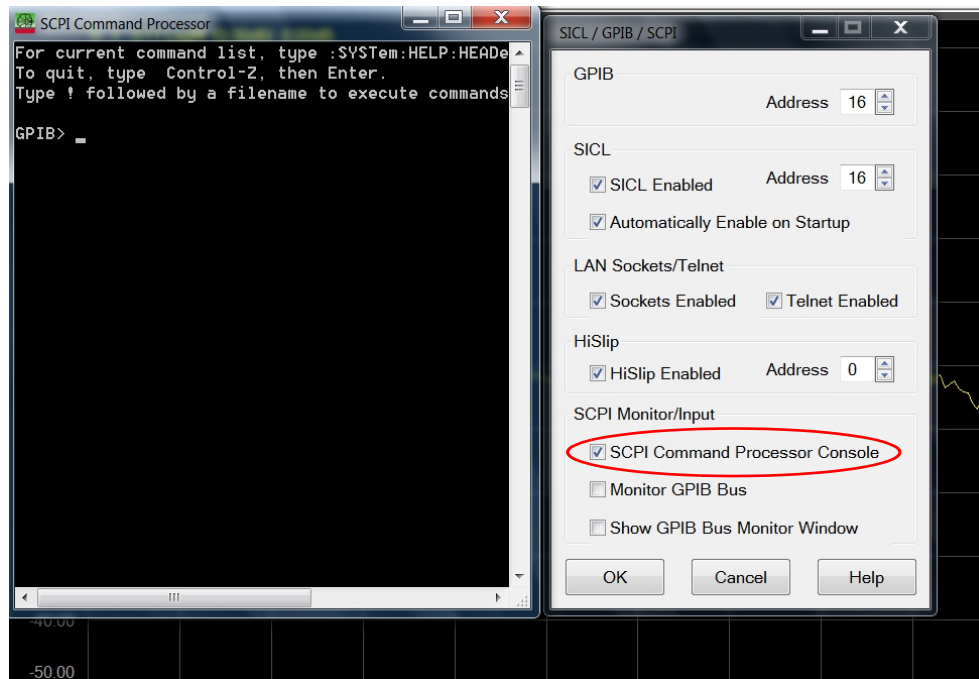 SCPI Command Processor
For current command list, type :SYSTem:HELP:HEADe
To quit, type Control-Z, then Enter.
Type ! followed by a filename to execute commands
GPIB> _
SICL / GPIB / SCPI
GPIB
Address 16
SICL
SICL Enabled Address 16
Automatically Enable on Startup
LAN Sockets/Telnet
Sockets Enabled Telnet Enabled
HiSlip
HiSlip Enabled Address 0
SCPI Monitor/Input
SCPI Command Processor Console
Monitor GPIB Bus
Show GPIB Bus Monitor Window
OK Cancel Help
-40.00
-50.00